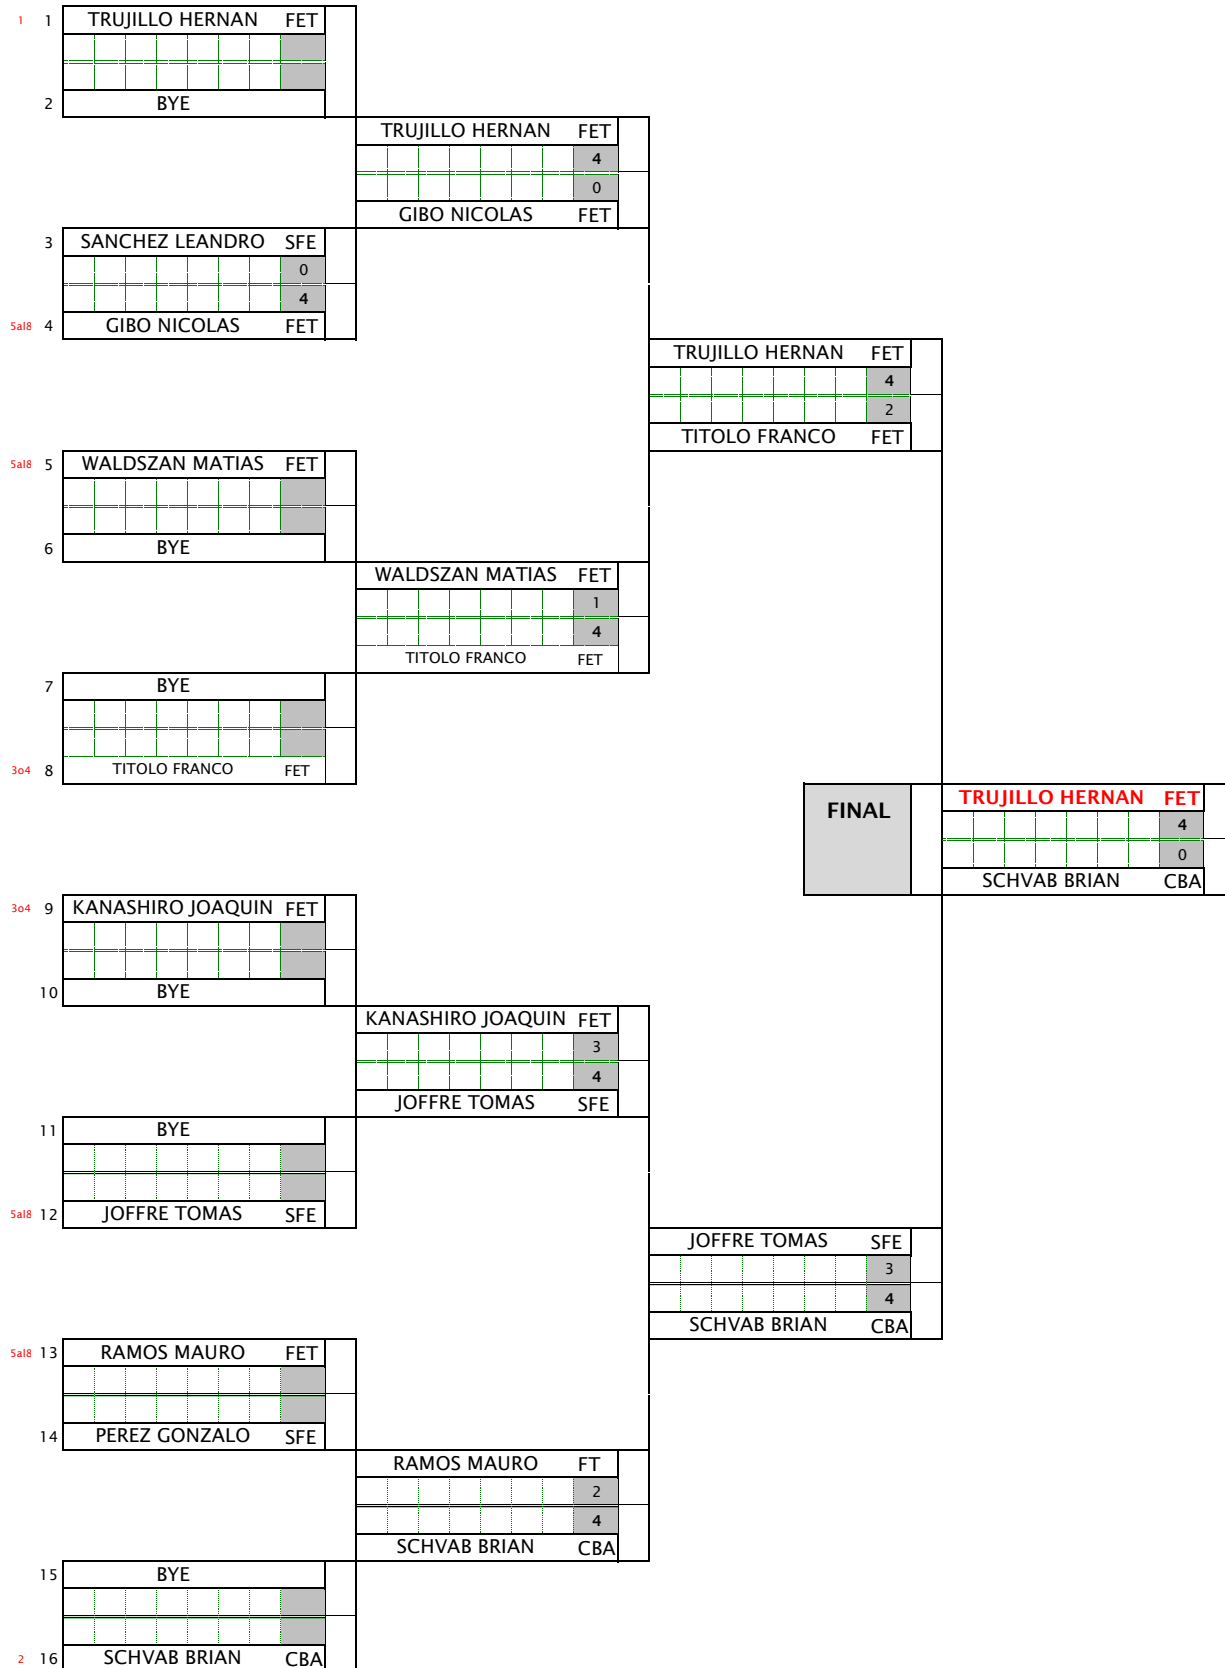 1 1 TRUJILLO HERNAN FET
2 BYE
TRUJILLO HERNAN FET
4
0
GIBO NICOLAS FET
3 SANCHEZ LEANDRO SFE
0
4
5al8 4 GIBO NICOLAS FET
TRUJILLO HERNAN FET
4
2
TITOLO FRANCO FET
5al8 5 WALDSZAN MATIAS FET
6 BYE
WALDSZAN MATIAS FET
1
4
TITOLO FRANCO FET
7 BYE
3o4 8 TITOLO FRANCO FET
FINAL
TRUJILLO HERNAN FET
4
0
SCHVAB BRIAN CBA
3o4 9 KANASHIRO JOAQUIN FET
10 BYE
KANASHIRO JOAQUIN FET
3
4
JOFFRE TOMAS SFE
11 BYE
5al8 12 JOFFRE TOMAS SFE
JOFFRE TOMAS SFE
3
4
SCHVAB BRIAN CBA
5al8 13 RAMOS MAURO FET
14 PEREZ GONZALO SFE
RAMOS MAURO FT
2
4
SCHVAB BRIAN CBA
15 BYE
2 16 SCHVAB BRIAN CBA